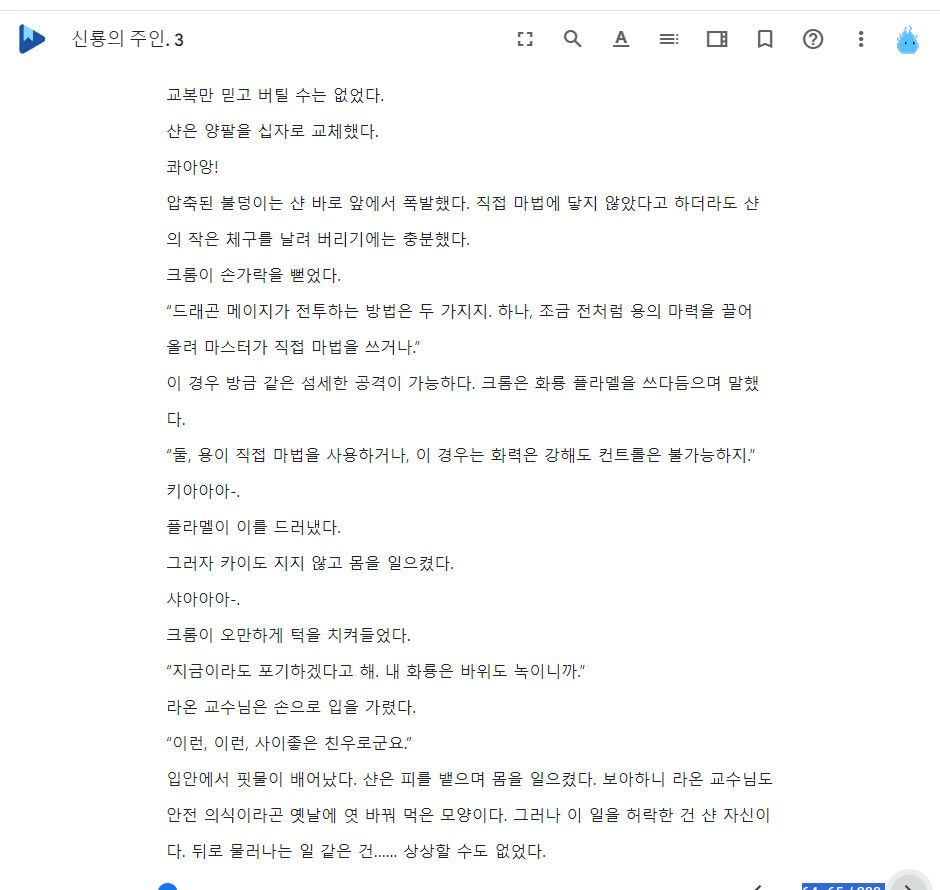 신룡의 주인. 3
교복만 믿고 버틸 수는 없었다.
샨은 양팔을 십자로 교체했다.
콰아앙!
압축된 불덩이는 샨 바로 앞에서 폭발했다. 직접 마법에 닿지 않았다고 하더라도 샨
의 작은 체구를 날려 버리기에는 충분했다.
크롬이 손가락을 뻗었다.
“드래곤 메이지가 전투하는 방법은 두 가지지. 하나, 조금 전처럼 용의 마력을 끌어
올려 마스터가 직접 마법을 쓰거나.”
이 경우 방금 같은 섬세한 공격이 가능하다. 크롬은 화룡 플라멜을 쓰다듬으며 말했
다.
“둘, 용이 직접 마법을 사용하거나, 이 경우는 화력은 강해도 컨트롤은 불가능하지.”
키아아아-.
플라멜이 이를 드러냈다.
그러자 카이도 지지 않고 몸을 일으켰다.
샤아아아-.
크롬이 오만하게 턱을 치켜들었다.
“지금이라도 포기하겠다고 해. 내 화룡은 바위도 녹이니까.”
라온 교수님은 손으로 입을 가렸다.
“이런, 이런, 사이좋은 친우로군요.”
입안에서 핏물이 배어났다. 샨은 피를 뱉으며 몸을 일으켰다. 보아하니 라온 교수님도
안전 의식이라곤 옛날에 엿 바꿔 먹은 모양이다. 그러나 이 일을 허락한 건 샨 자신이
다. 뒤로 물러나는 일 같은 건…… 상상할 수도 없었다.